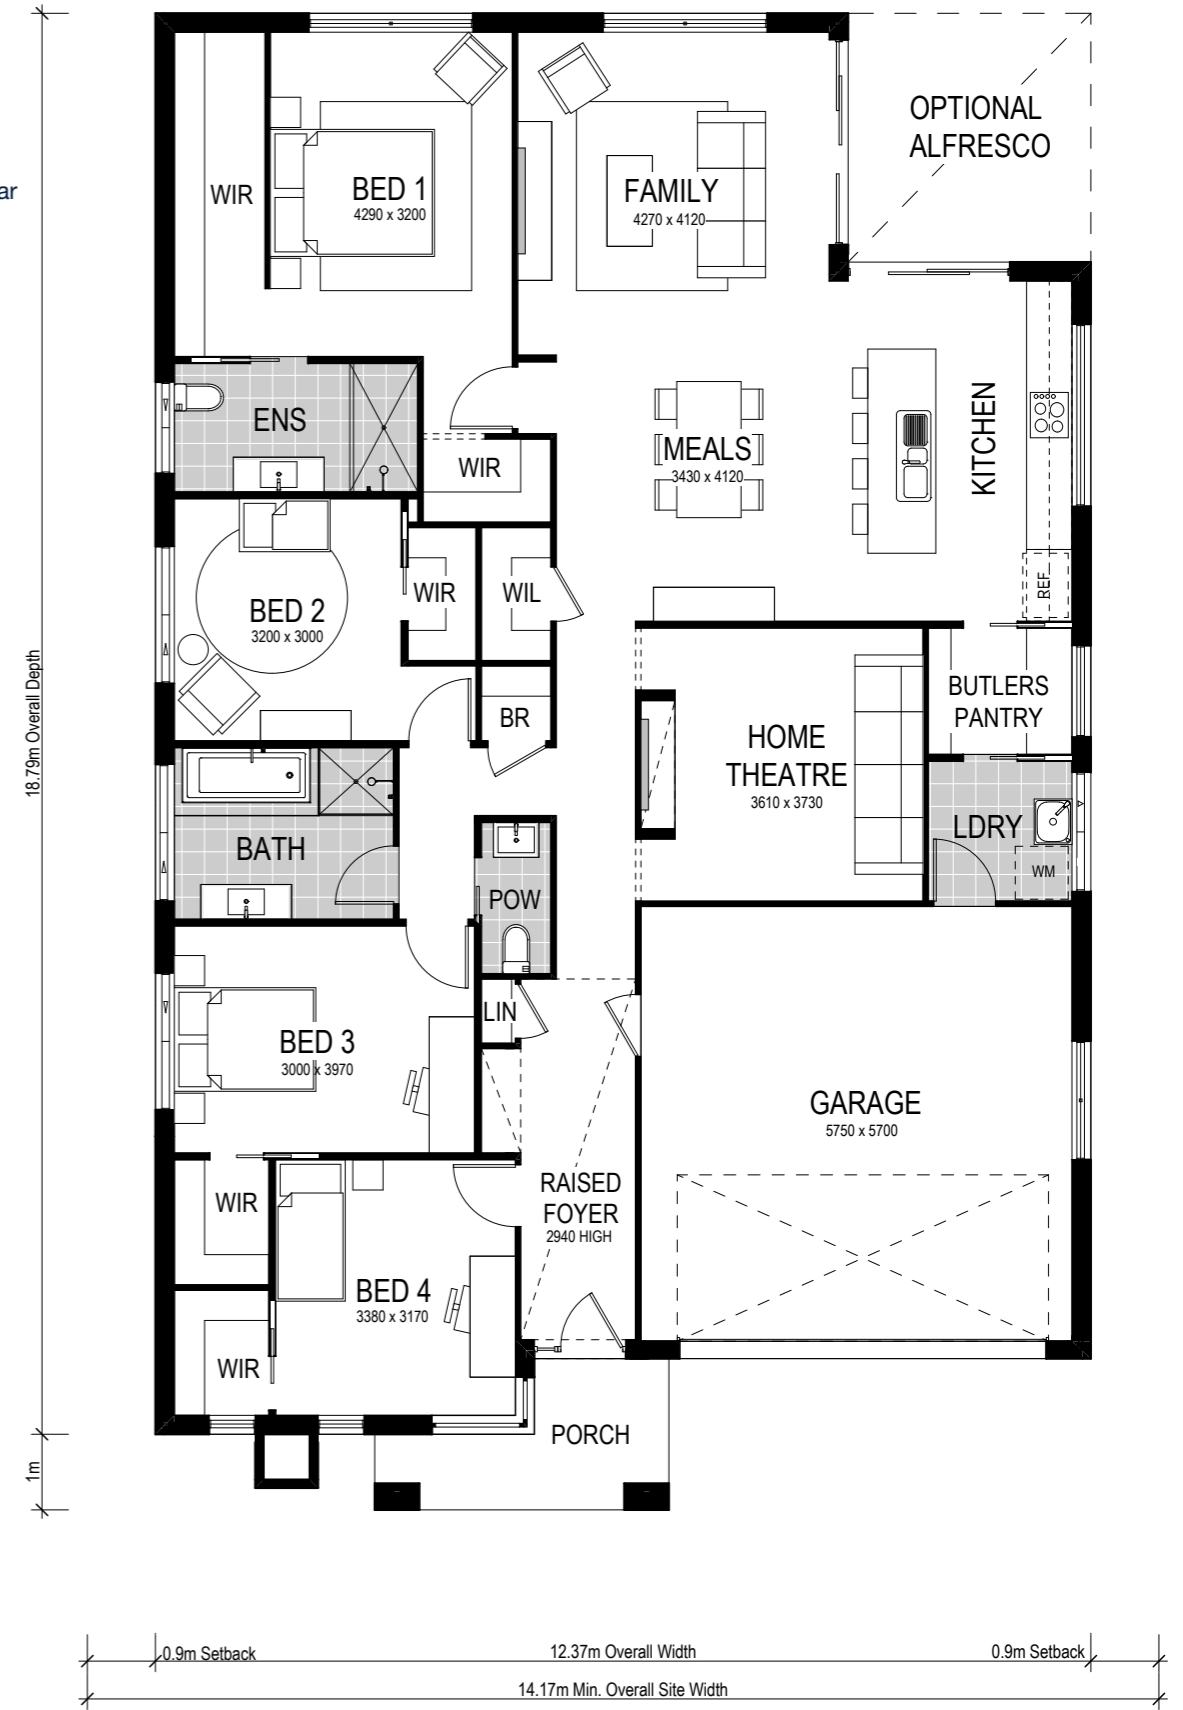 ar
OPTIONAL
ALFRESCO
WIR
BED 1
4290 x 3200
FAMILY
4270 x 4120
ENS
WIR
MEALS
3430 x 4120
KITCHEN
REF
BED 2
3200 x 3000
WIR
WIL
BR
HOME
THEATRE
3610 x 3730
BUTLERS
PANTRY
18.79m Overall Depth
BATH
POW
LDRY
WM
LIN
BED 3
3000 x 3970
GARAGE
5750 x 5700
WIR
RAISED
FOYER
2940 HIGH
BED 4
3380 x 3170
WIR
PORCH
1m
0.9m Setback
12.37m Overall Width
0.9m Setback
14.17m Min. Overall Site Width